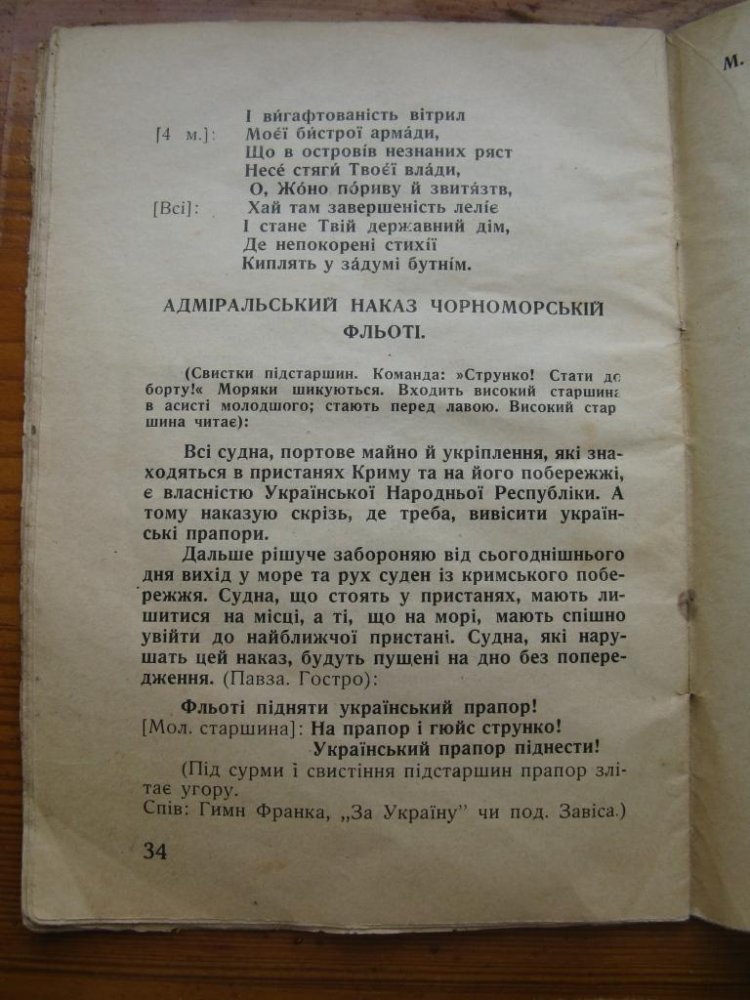 І ви́гафтованість вітрил
[4 м.]: Моє́ї би́строї арма́ди,
Що в островів незнаних ряст
Несе́ стяги́ Твоє́ї вла́ди,
О, Жо́но по́риву й звитя́зтв,
[Всі]: Хай там завершеність леліє
І стане Твій державний дім,
Де непокорені стихії
Киплять у за́думі бутнім.
АДМІРАЛЬСЬКИЙ НАКАЗ ЧОРНОМОРСЬКІЙ
ФЛЬОТІ.
(Свистки підстаршин. Команда: »Струнко! Стати до
борту!« Моряки шикуються. Входить високий старшина
в асисті молодшого; стають перед лавою. Високий стар
шина читає):
Всі судна, портове майно й укріплення, які зна-
ходяться в пристанях Криму та на його побережжі,
є власністю Української Народньої Республіки. А
тому наказую скрізь, де треба, вивісити україн-
ські прапори.
Дальше рішуче забороняю від сьогоднішнього
дня вихід у море та рух суден із кримського побе-
режжя. Судна, що стоять у пристанях, мають ли-
шитися на місці, а ті, що на морі, мають спішно
увійти до найближчої пристані. Судна, які нару-
шать цей наказ, будуть пущені на дно без попере-
дження. (Павза. Гостро):
Фльоті підняти український прапор!
[Мол. старшина]: На прапор і гюйс струнко!
Український прапор піднести!
(Під сурми і свистіння підстаршин прапор злі-
тає угору.
Спів: Гимн Франка, „За Україну” чи под. Завіса.)
34
М.